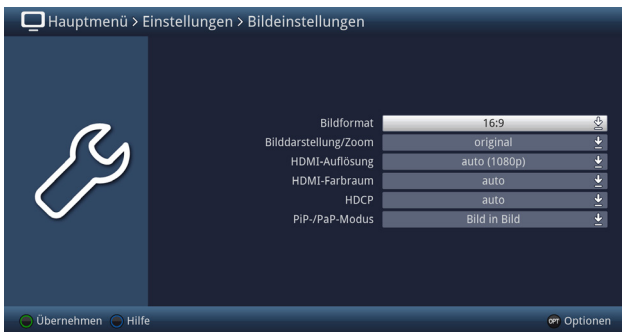 Hauptmenü > Einstellungen > Bildeinstellungen
Bildformat 16:9
Bilddarstellung/Zoom original
HDMI-Auflösung auto (1080p)
HDMI-Farbraum auto
HDCP auto
PiP-/PaP-Modus Bild in Bild
Übernehmen Hilfe OPT Optionen